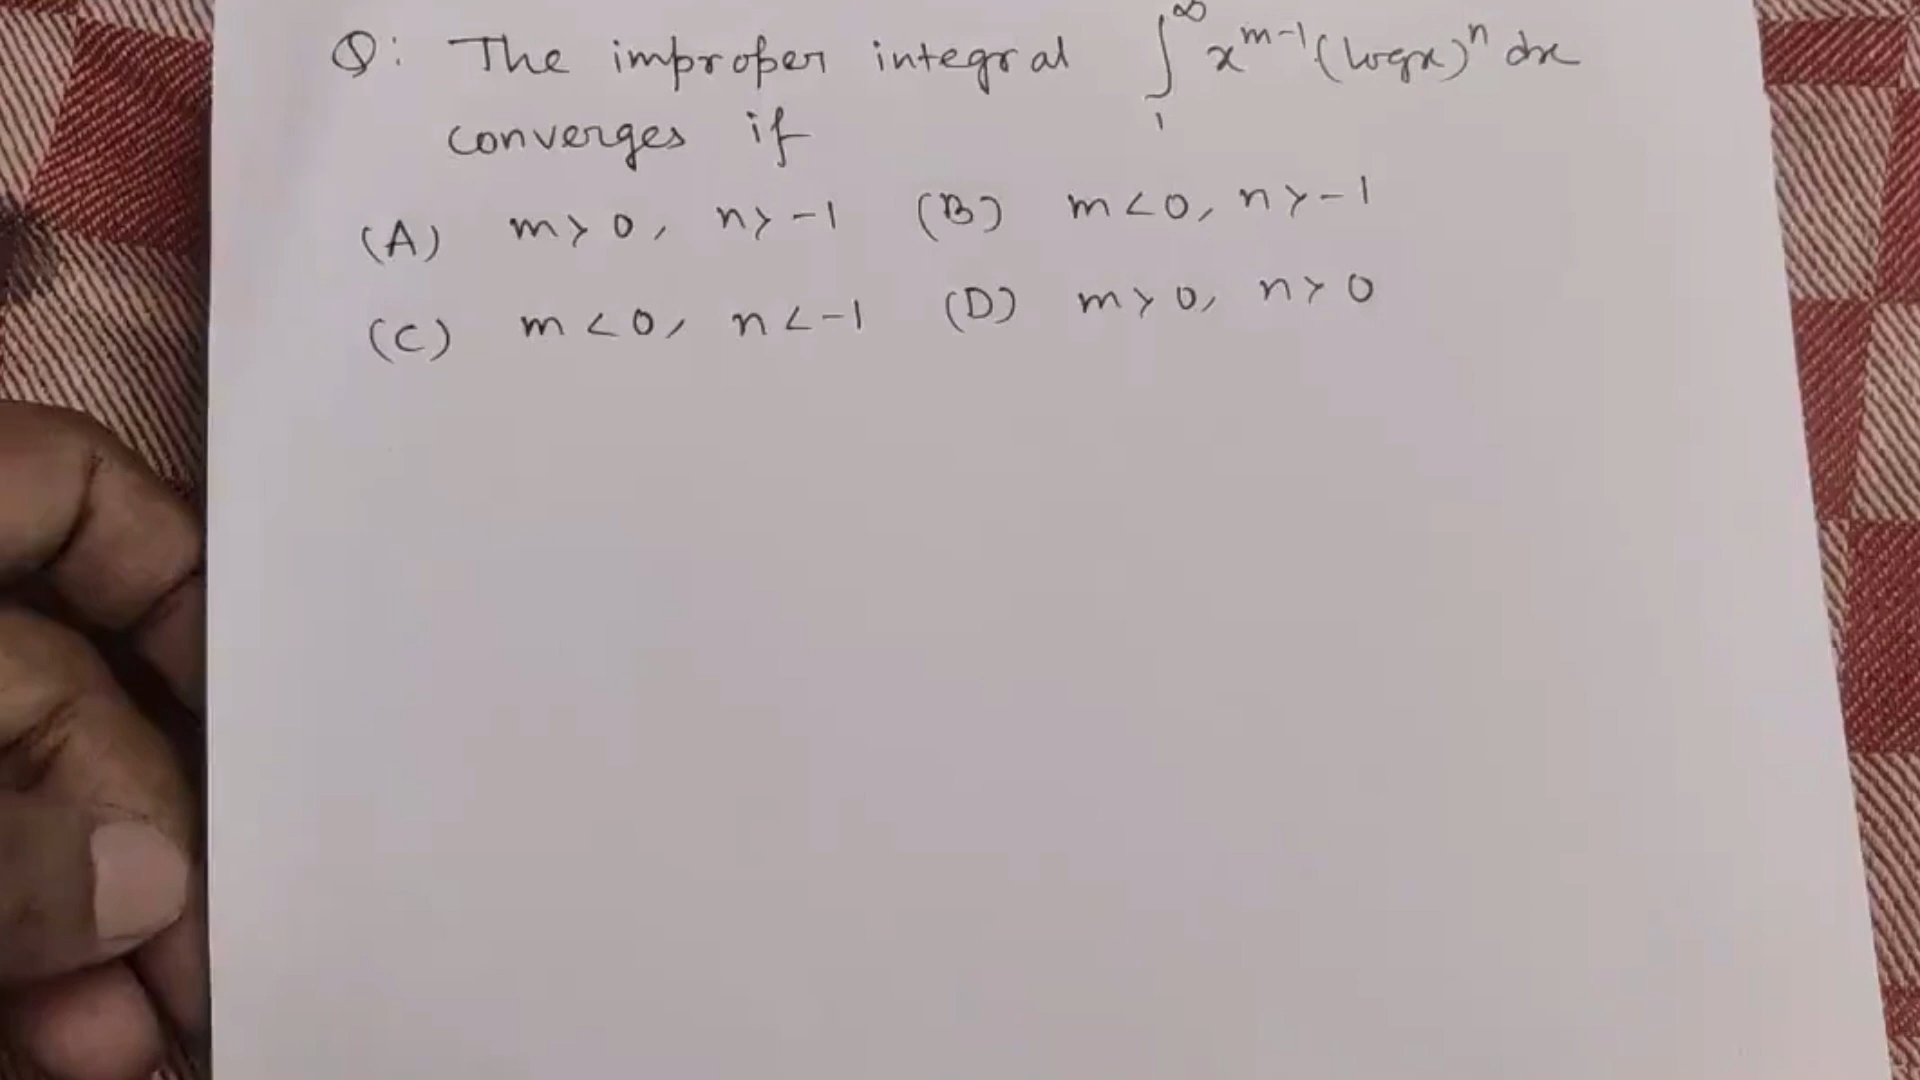 Q: The improper integral ∫₁^∞ x^{m-1} (log x)^n dx
converges if
(A) m > 0, n > -1 (B) m < 0, n > -1
(C) m < 0, n < -1 (D) m > 0, n > 0